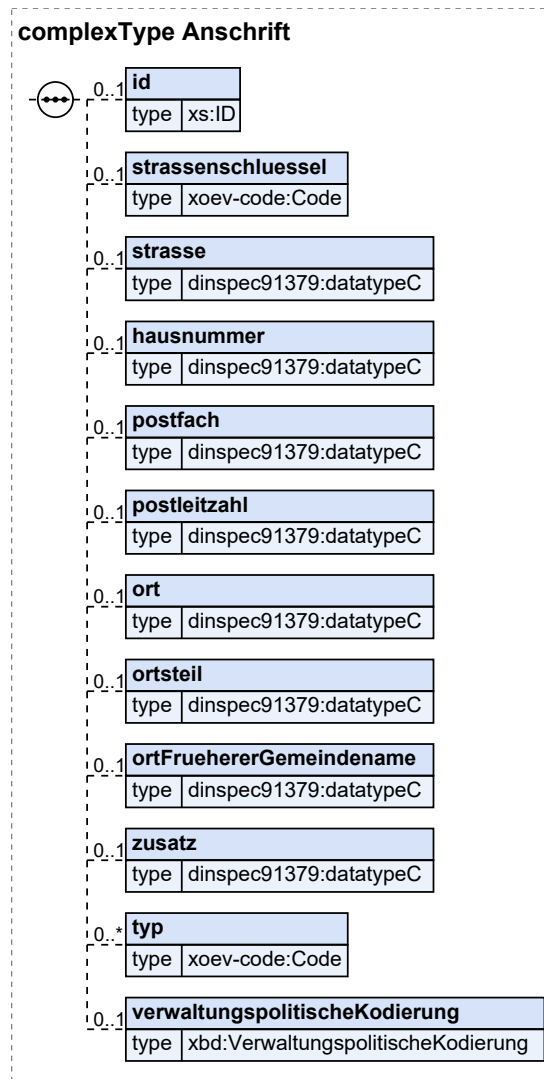 complexType Anschrift
0..1 id
type xs:ID
0..1 strassenschluessel
type xoev-code:Code
0..1 strasse
type dinspec91379:datatypeC
0..1 hausnummer
type dinspec91379:datatypeC
0..1 postfach
type dinspec91379:datatypeC
0..1 postleitzahl
type dinspec91379:datatypeC
0..1 ort
type dinspec91379:datatypeC
0..1 ortsteil
type dinspec91379:datatypeC
0..1 ortFruehererGemeindename
type dinspec91379:datatypeC
0..1 zusatz
type dinspec91379:datatypeC
0..* typ
type xoev-code:Code
0..1 verwaltungspolitischeKodierung
type xbd:VerwaltungspolitischeKodierung